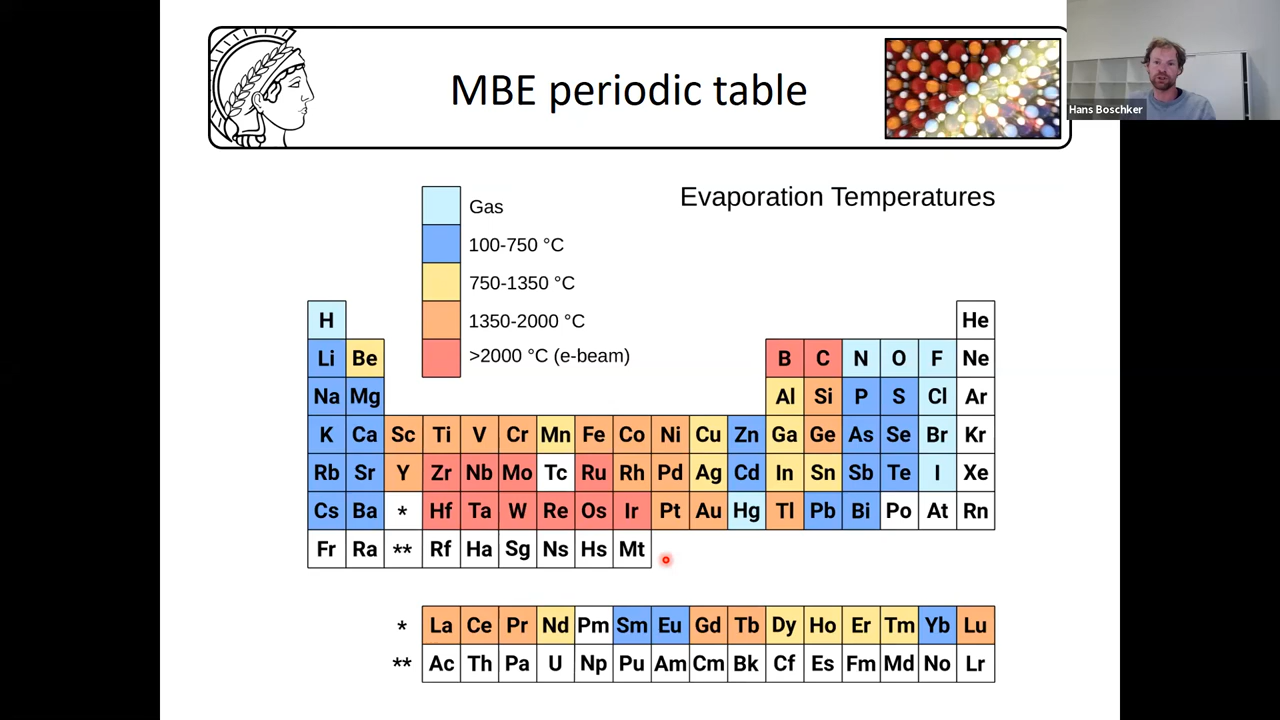 MBE periodic table
Hans Boschker
Evaporation Temperatures
Gas
100-750 °C
750-1350 °C
1350-2000 °C
>2000 °C (e-beam)
H He
Li Be B C N O F Ne
Na Mg Al Si P S Cl Ar
K Ca Sc Ti V Cr Mn Fe Co Ni Cu Zn Ga Ge As Se Br Kr
Rb Sr Y Zr Nb Mo Tc Ru Rh Pd Ag Cd In Sn Sb Te I Xe
Cs Ba * Hf Ta W Re Os Ir Pt Au Hg Tl Pb Bi Po At Rn
Fr Ra ** Rf Ha Sg Ns Hs Mt
* La Ce Pr Nd Pm Sm Eu Gd Tb Dy Ho Er Tm Yb Lu
** Ac Th Pa U Np Pu Am Cm Bk Cf Es Fm Md No Lr